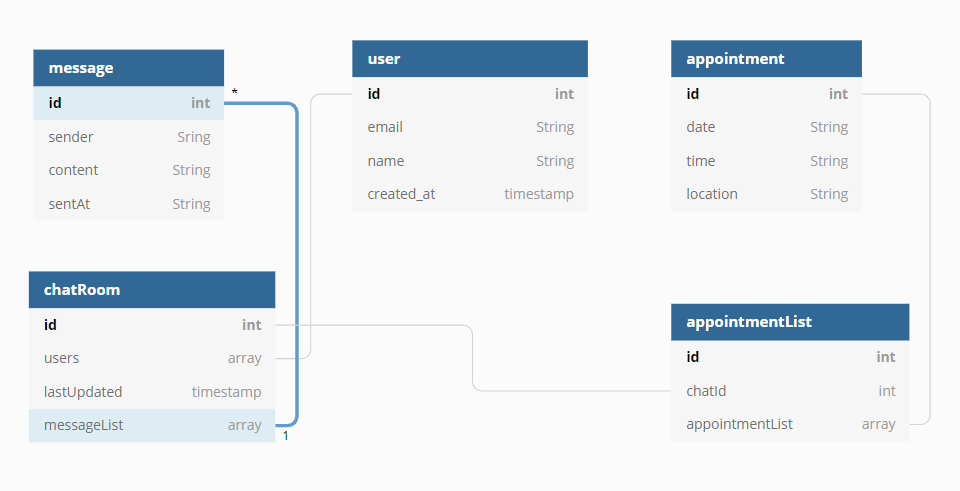 message
id int
sender Sring
content String
sentAt String
*
user
id int
email String
name String
created_at timestamp
appointment
id int
date String
time String
location String
chatRoom
id int
users array
lastUpdated timestamp
messageList array
1
appointmentList
id int
chatId int
appointmentList array